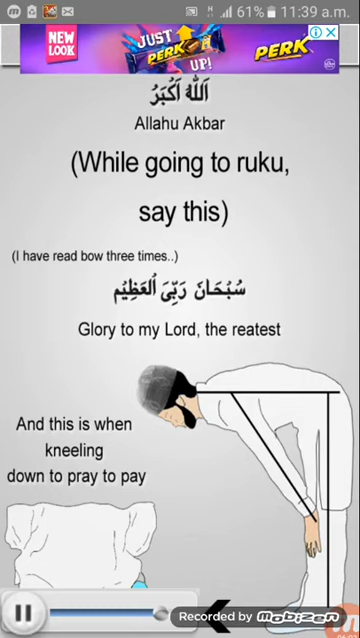 61% 11:39 a.m.
NEW
LOOK
JUST
PERK
UP!
PERK
اَللّٰهُ اَكْبَرُ
Allahu Akbar
(While going to ruku,
say this)
(I have read bow three times..)
سُبْحَانَ رَبِّىَ اْلعَظِيْم
Glory to my Lord, the reatest
And this is when
kneeling
down to pray to pay
Recorded by Mobizen